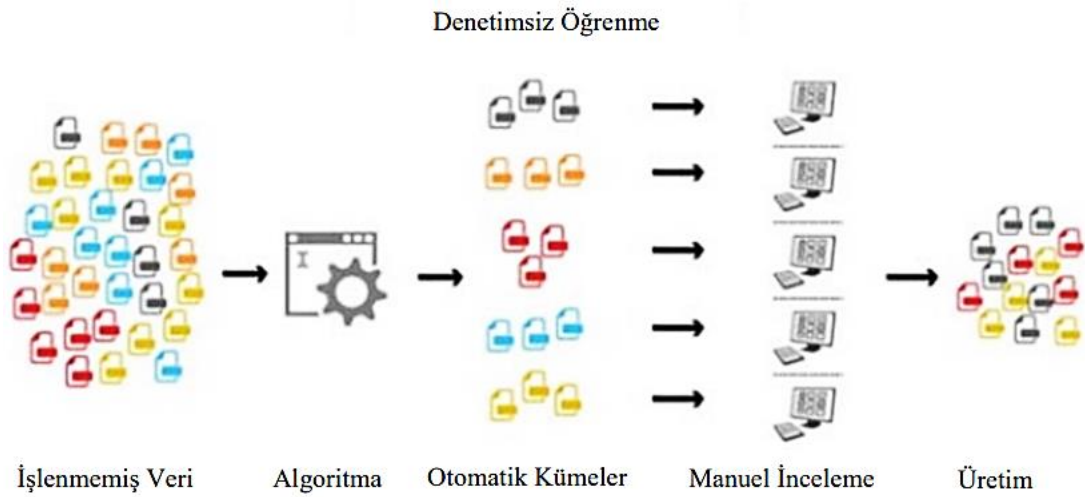 Denetimsiz Öğrenme
İşlenmemiş Veri
Algoritma
Otomatik Kümeler
Manuel İnceleme
Üretim